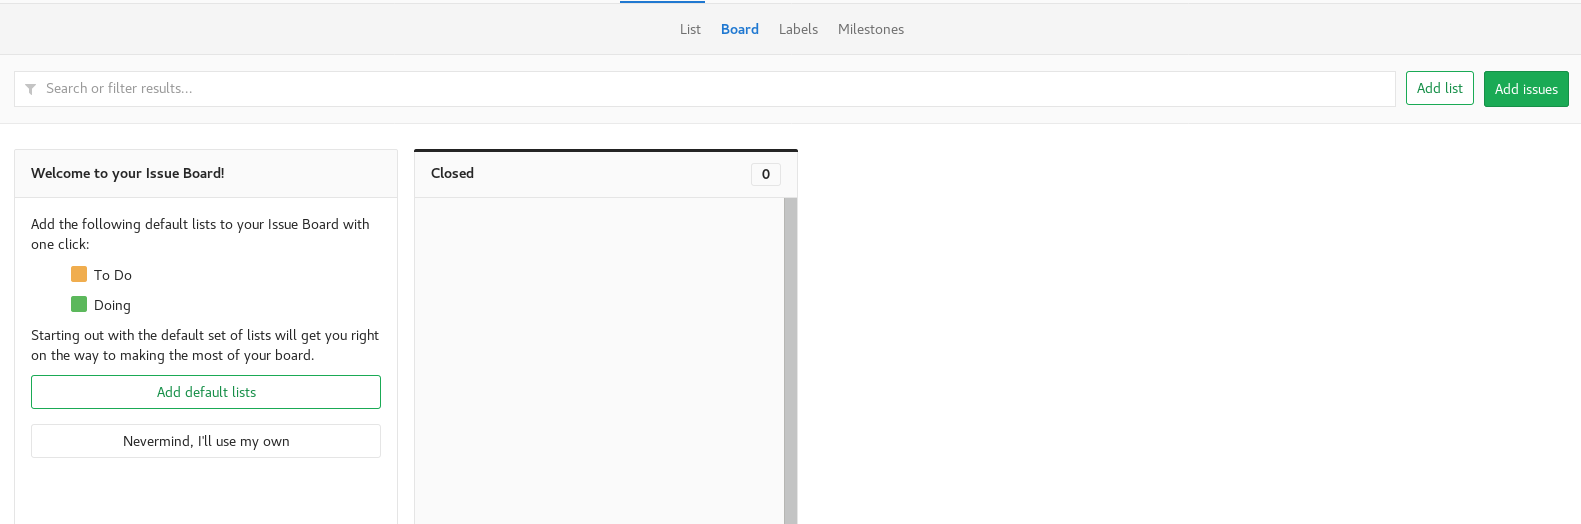 List Board Labels Milestones
Search or filter results...
Add list
Add issues
Welcome to your Issue Board!
Add the following default lists to your Issue Board with
one click:
To Do
Doing
Starting out with the default set of lists will get you right
on the way to making the most of your board.
Add default lists
Nevermind, I'll use my own
Closed
0